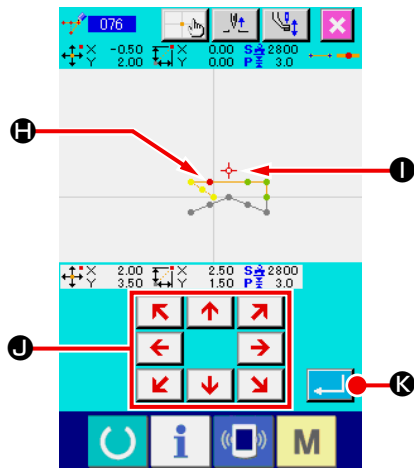 076
X -0.50 X 0.00 S 2800
Y 2.00 Y 0.00 P 3.0
H
I
X 2.00 X 2.50 S 2800
Y 3.50 Y 1.50 P 3.0
J
K
i M